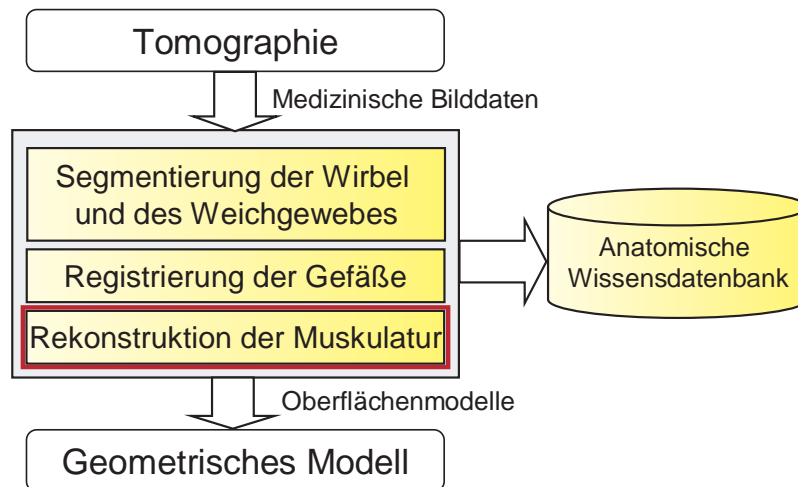 Tomographie
Medizinische Bilddaten
Segmentierung der Wirbel
und des Weichgewebes
Registrierung der Gefäße
Rekonstruktion der Muskulatur
Anatomische
Wissensdatenbank
Oberflächenmodelle
Geometrisches Modell